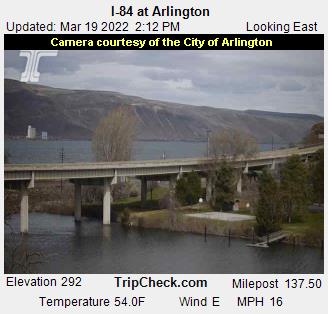 I-84 at Arlington
Updated: Mar 19 2022 2:12 PM Looking East
Camera courtesy of the City of Arlington
Elevation 292 TripCheck.com Milepost 137.50
Temperature 54.0F Wind E MPH 16